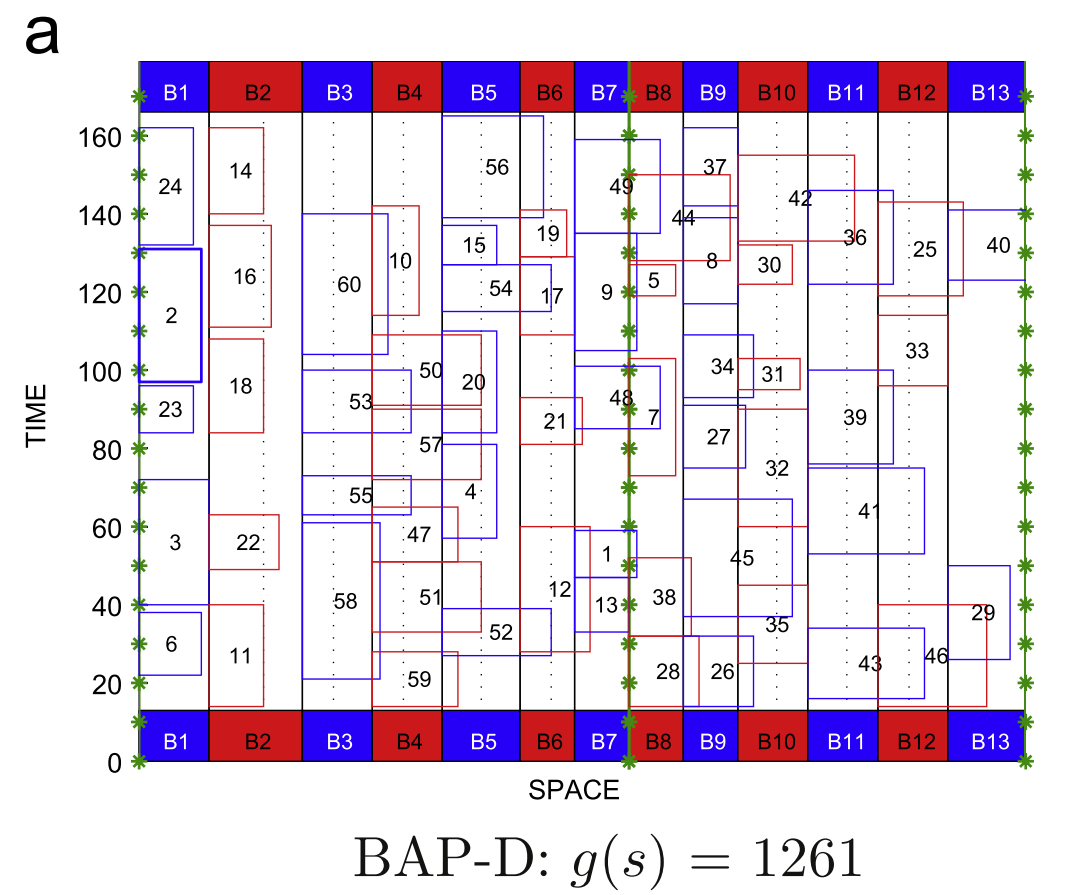 a
B1 B2 B3 B4 B5 B6 B7 B8 B9 B10 B11 B12 B13
160
24 14 56 49 37 42
140
16 60 10 15 19 44 8 36 25 40
54 17 9 5 30
120
2
33
100
18 50 20 34 31
23 53 21 48 7 27 39
80
57 32
55 4
60
47 41
3 22 1 45
TIME
40
58 51 12 13 38 35 29
6 11 52 28 26 43 46
20
59
B1 B2 B3 B4 B5 B6 B7 B8 B9 B10 B11 B12 B13
0
SPACE
BAP-D: g(s) = 1261